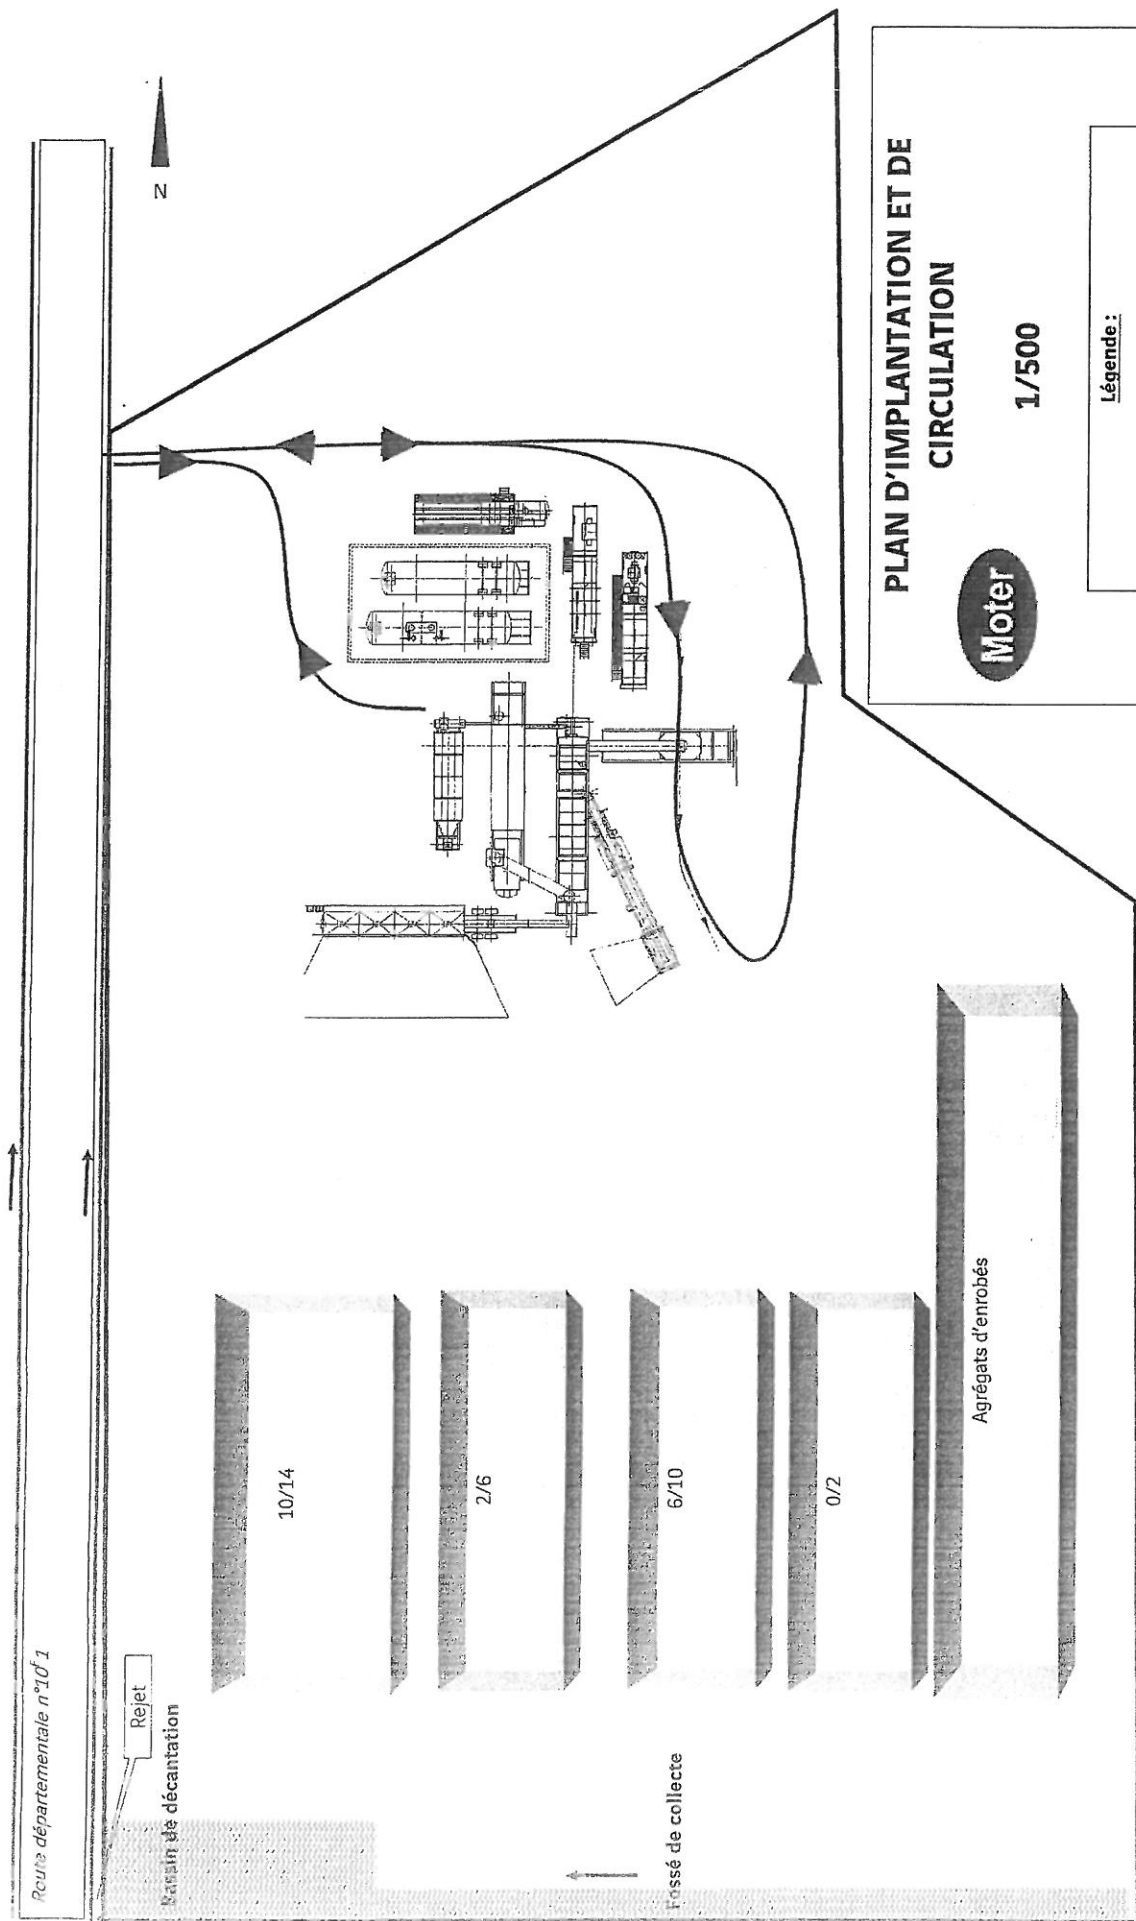 Route départementale n°10 1
Rejet
Bassin de décantation
Fossé de collecte
10/14
2/6
6/10
0/2
Agrégats d'enrobés
N
PLAN D'IMPLANTATION ET DE
CIRCULATION
1/500
Moter
Légende :